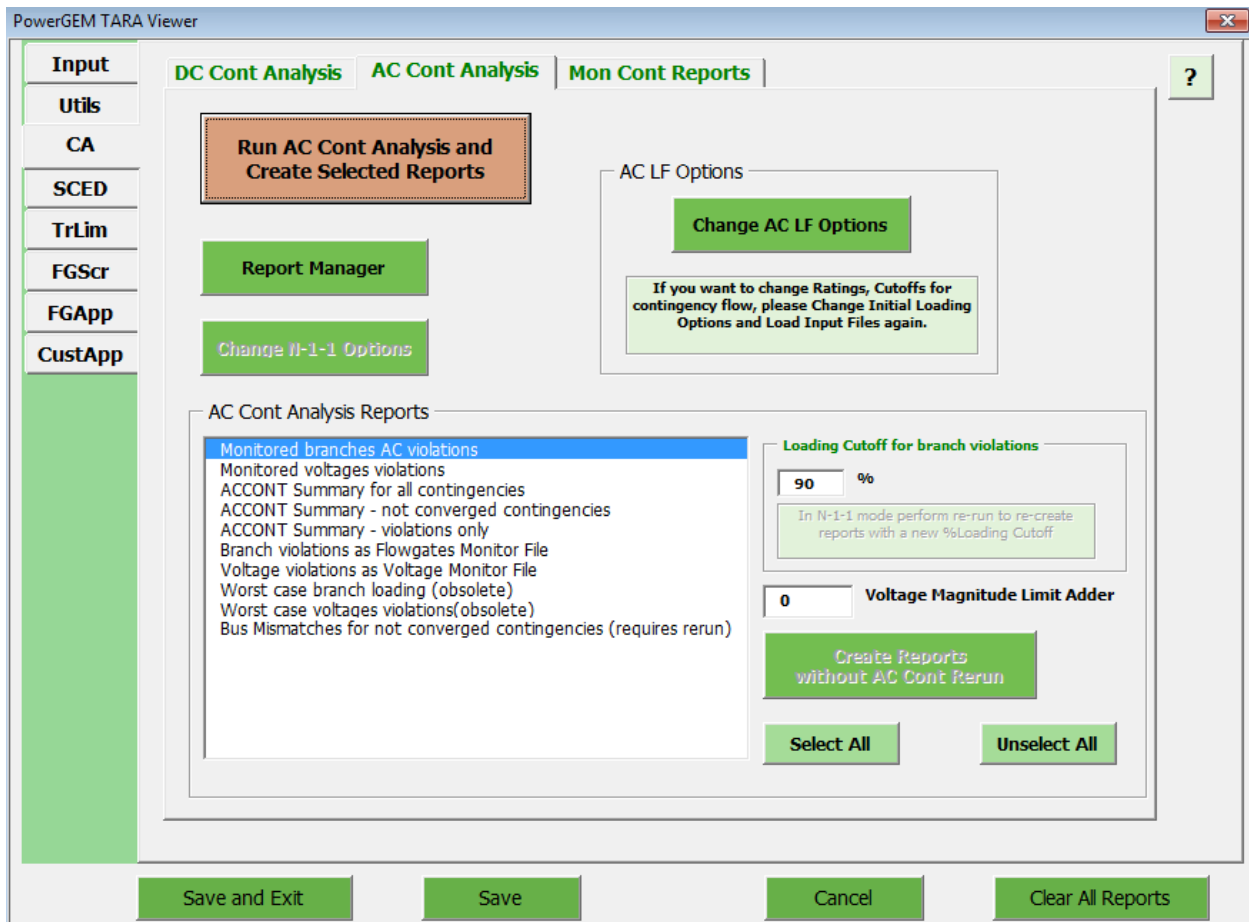 PowerGEM TARA Viewer
Input
Utils
CA
SCED
TrLim
FGScr
FGApp
CustApp
DC Cont Analysis
AC Cont Analysis
Mon Cont Reports
?
Run AC Cont Analysis and
Create Selected Reports
Report Manager
Change N-1-1 Options
AC LF Options
Change AC LF Options
If you want to change Ratings, Cutoffs for
contingency flow, please Change Initial Loading
Options and Load Input Files again.
AC Cont Analysis Reports
Monitored branches AC violations
Monitored voltages violations
ACCONT Summary for all contingencies
ACCONT Summary - not converged contingencies
ACCONT Summary - violations only
Branch violations as Flowgates Monitor File
Voltage violations as Voltage Monitor File
Worst case branch loading (obsolete)
Worst case voltages violations(obsolete)
Bus Mismatches for not converged contingencies (requires rerun)
Loading Cutoff for branch violations
90 %
In N-1-1 mode perform re-run to re-create
reports with a new %Loading Cutoff
0 Voltage Magnitude Limit Adder
Create Reports
without AC Cont Rerun
Select All
Unselect All
Save and Exit
Save
Cancel
Clear All Reports